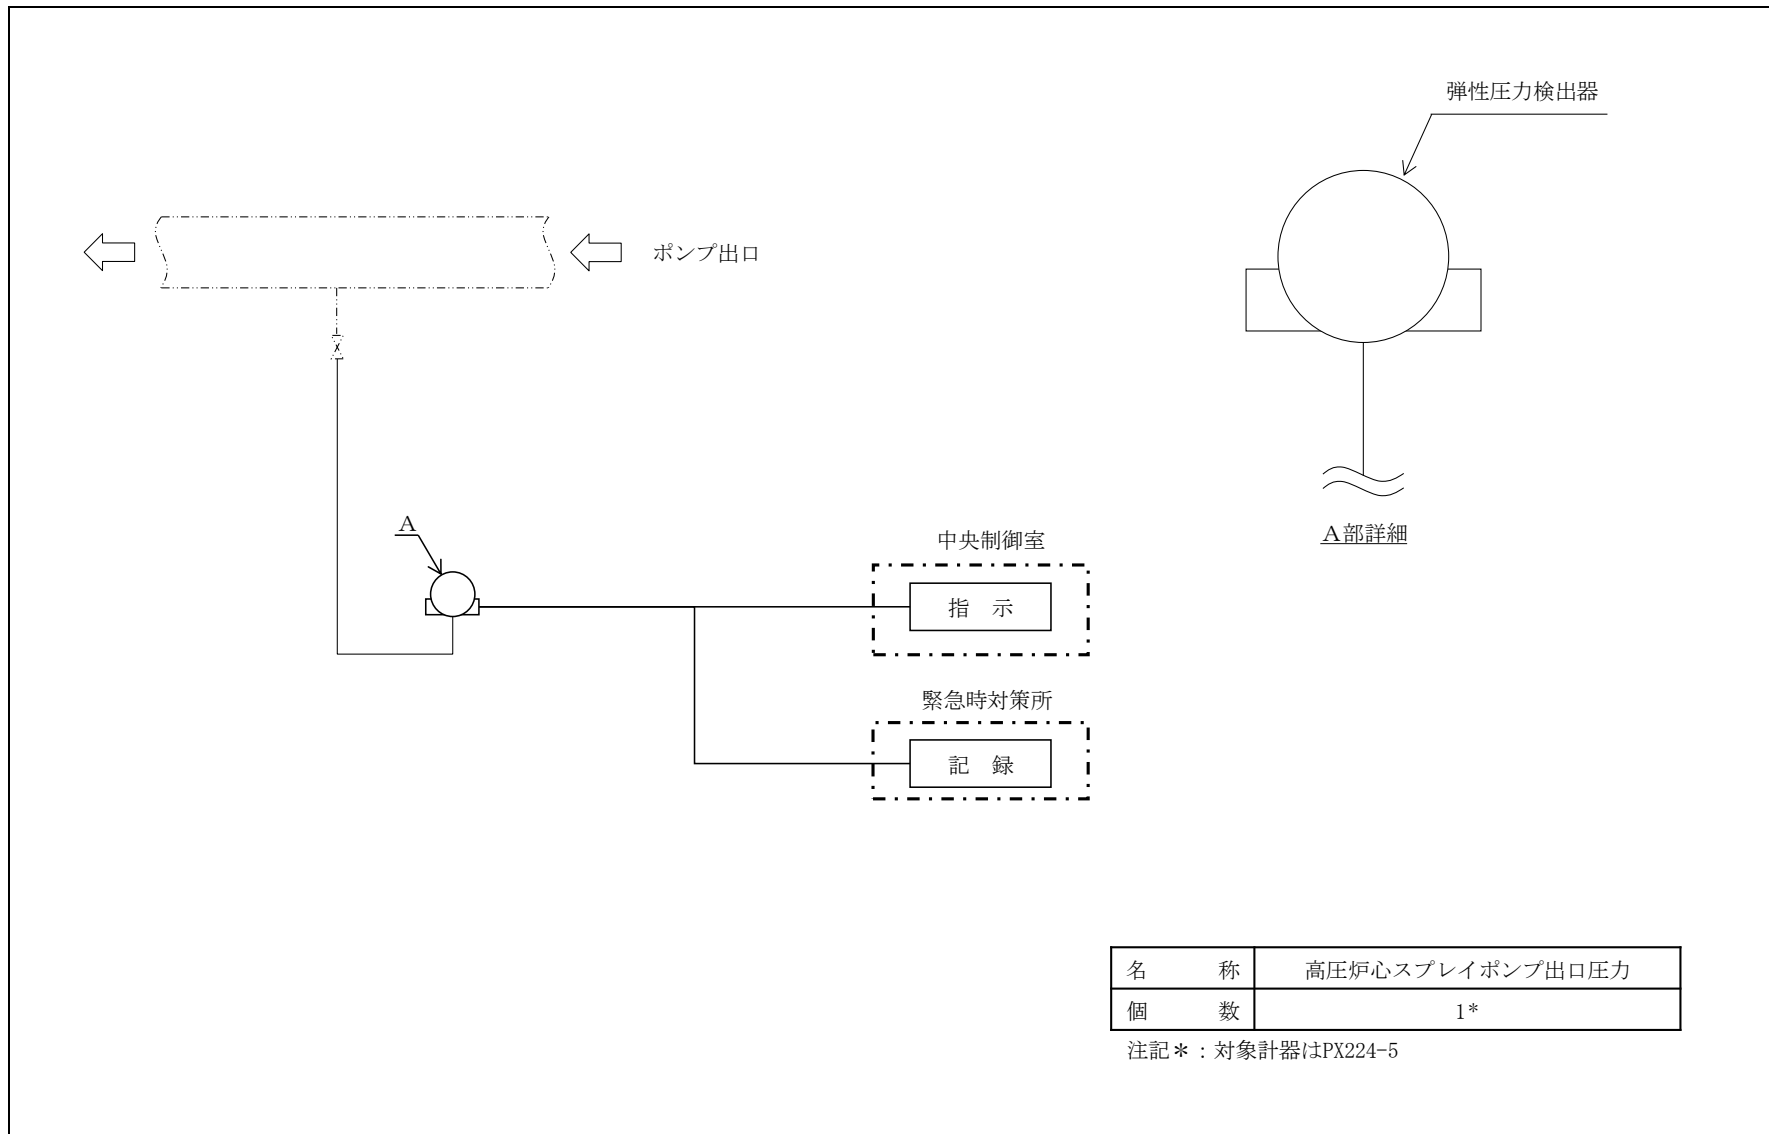 弾性圧力検出器
ポンプ出口
A
A部詳細
中央制御室
指 示
緊急時対策所
記 録
名 称 高圧炉心スプレイポンプ出口圧力
個 数 1*
注記＊：対象計器はPX224-5